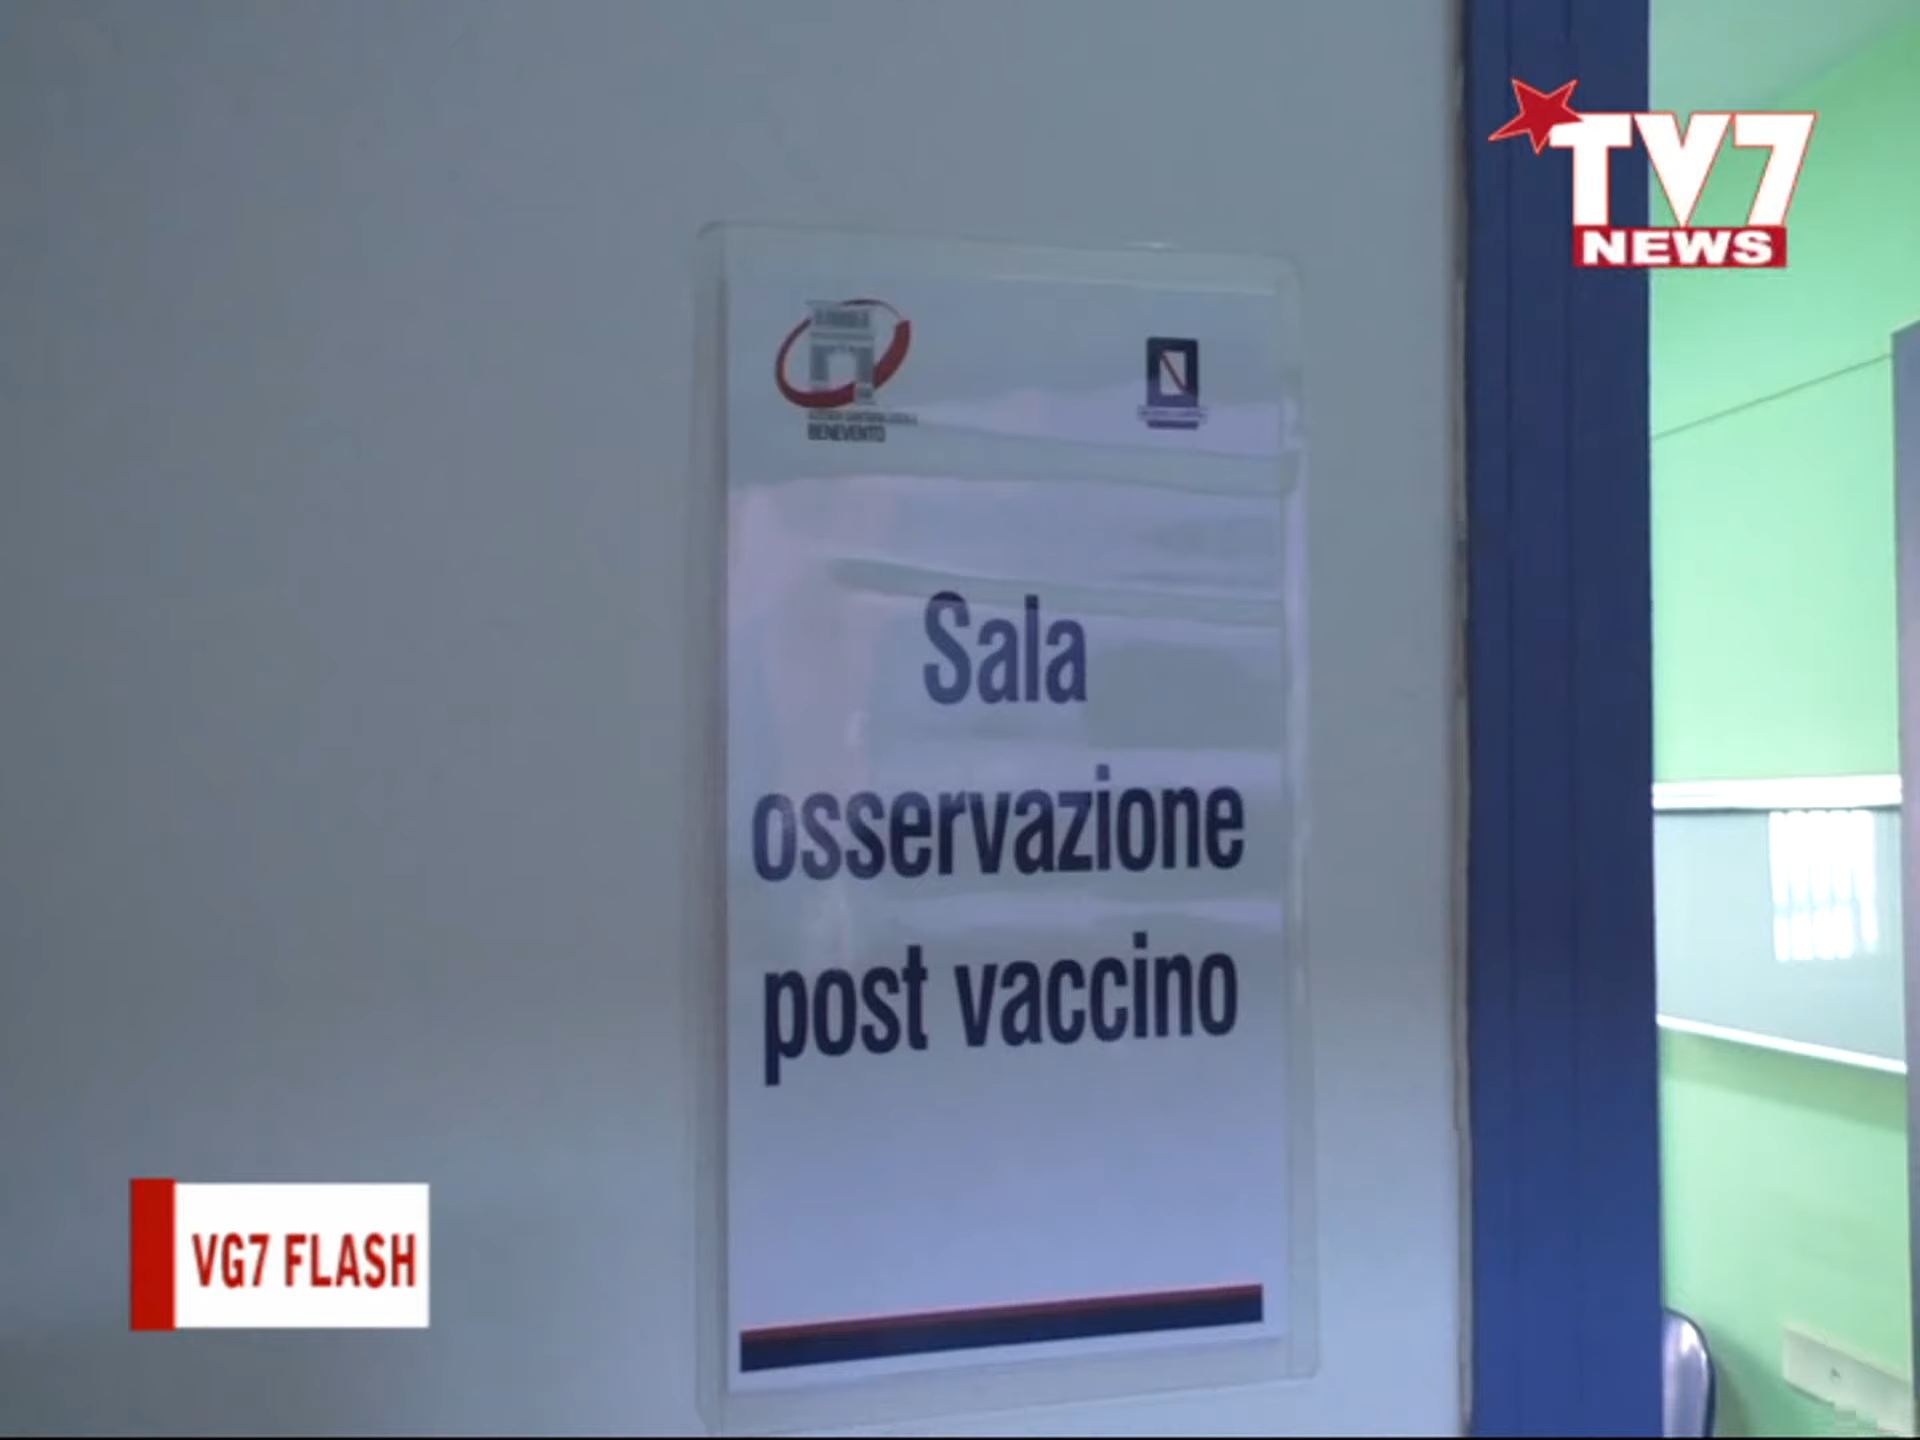 TV7
NEWS
BENEVENTO
Sala
osservazione
post vaccino
VG7 FLASH